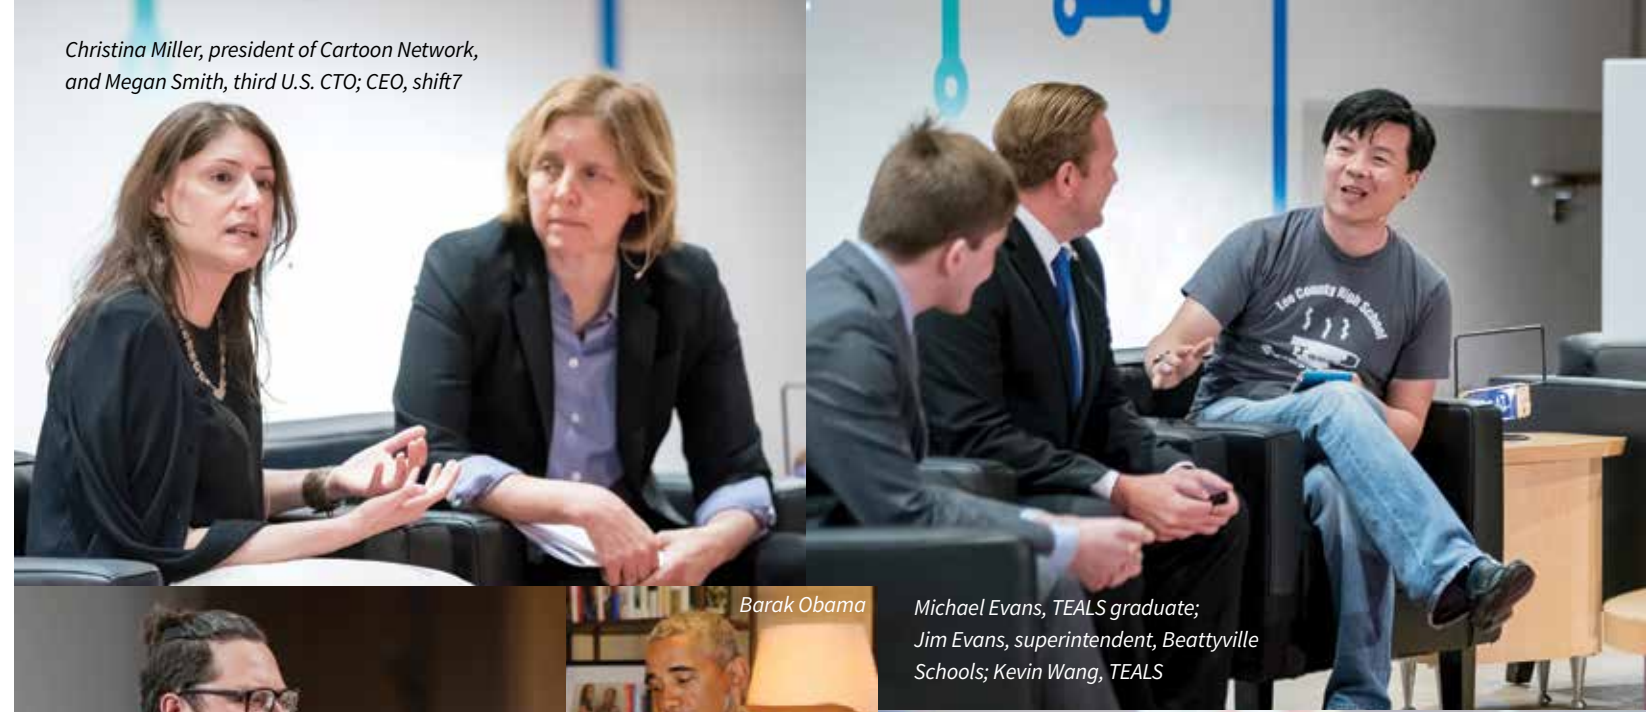 Christina Miller, president of Cartoon Network,
and Megan Smith, third U.S. CTO; CEO, shift7
Lee County High School
Barak Obama
Michael Evans, TEALS graduate;
Jim Evans, superintendent, Beattyville
Schools; Kevin Wang, TEALS